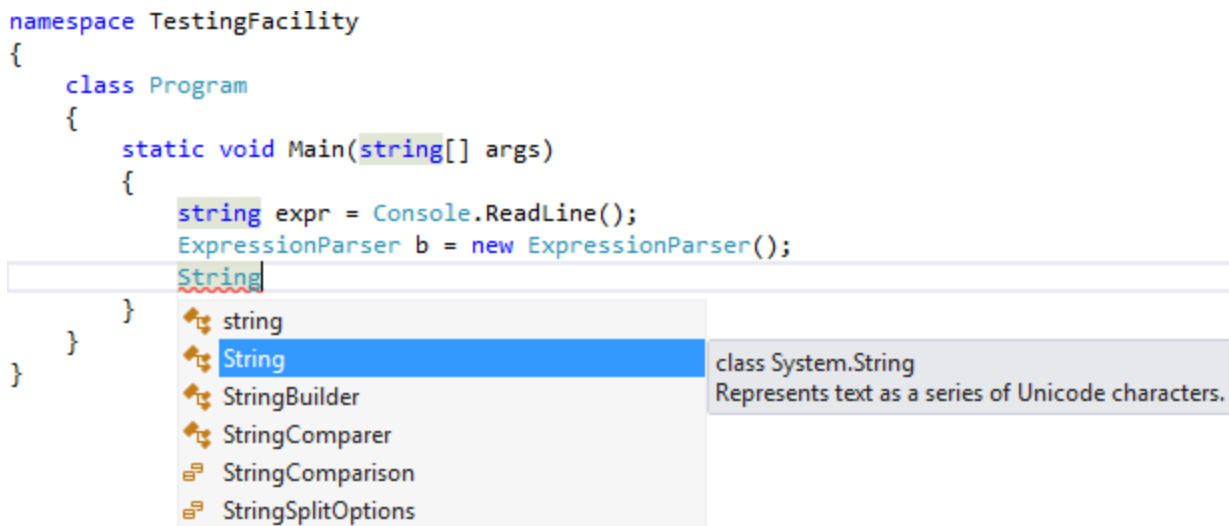 namespace TestingFacility
{
    class Program
    {
        static void Main(string[] args)
        {
            string expr = Console.ReadLine();
            ExpressionParser b = new ExpressionParser();
            String
        }
    }
}
string
String
StringBuilder
StringComparer
StringComparison
StringSplitOptions
class System.String
Represents text as a series of Unicode characters.